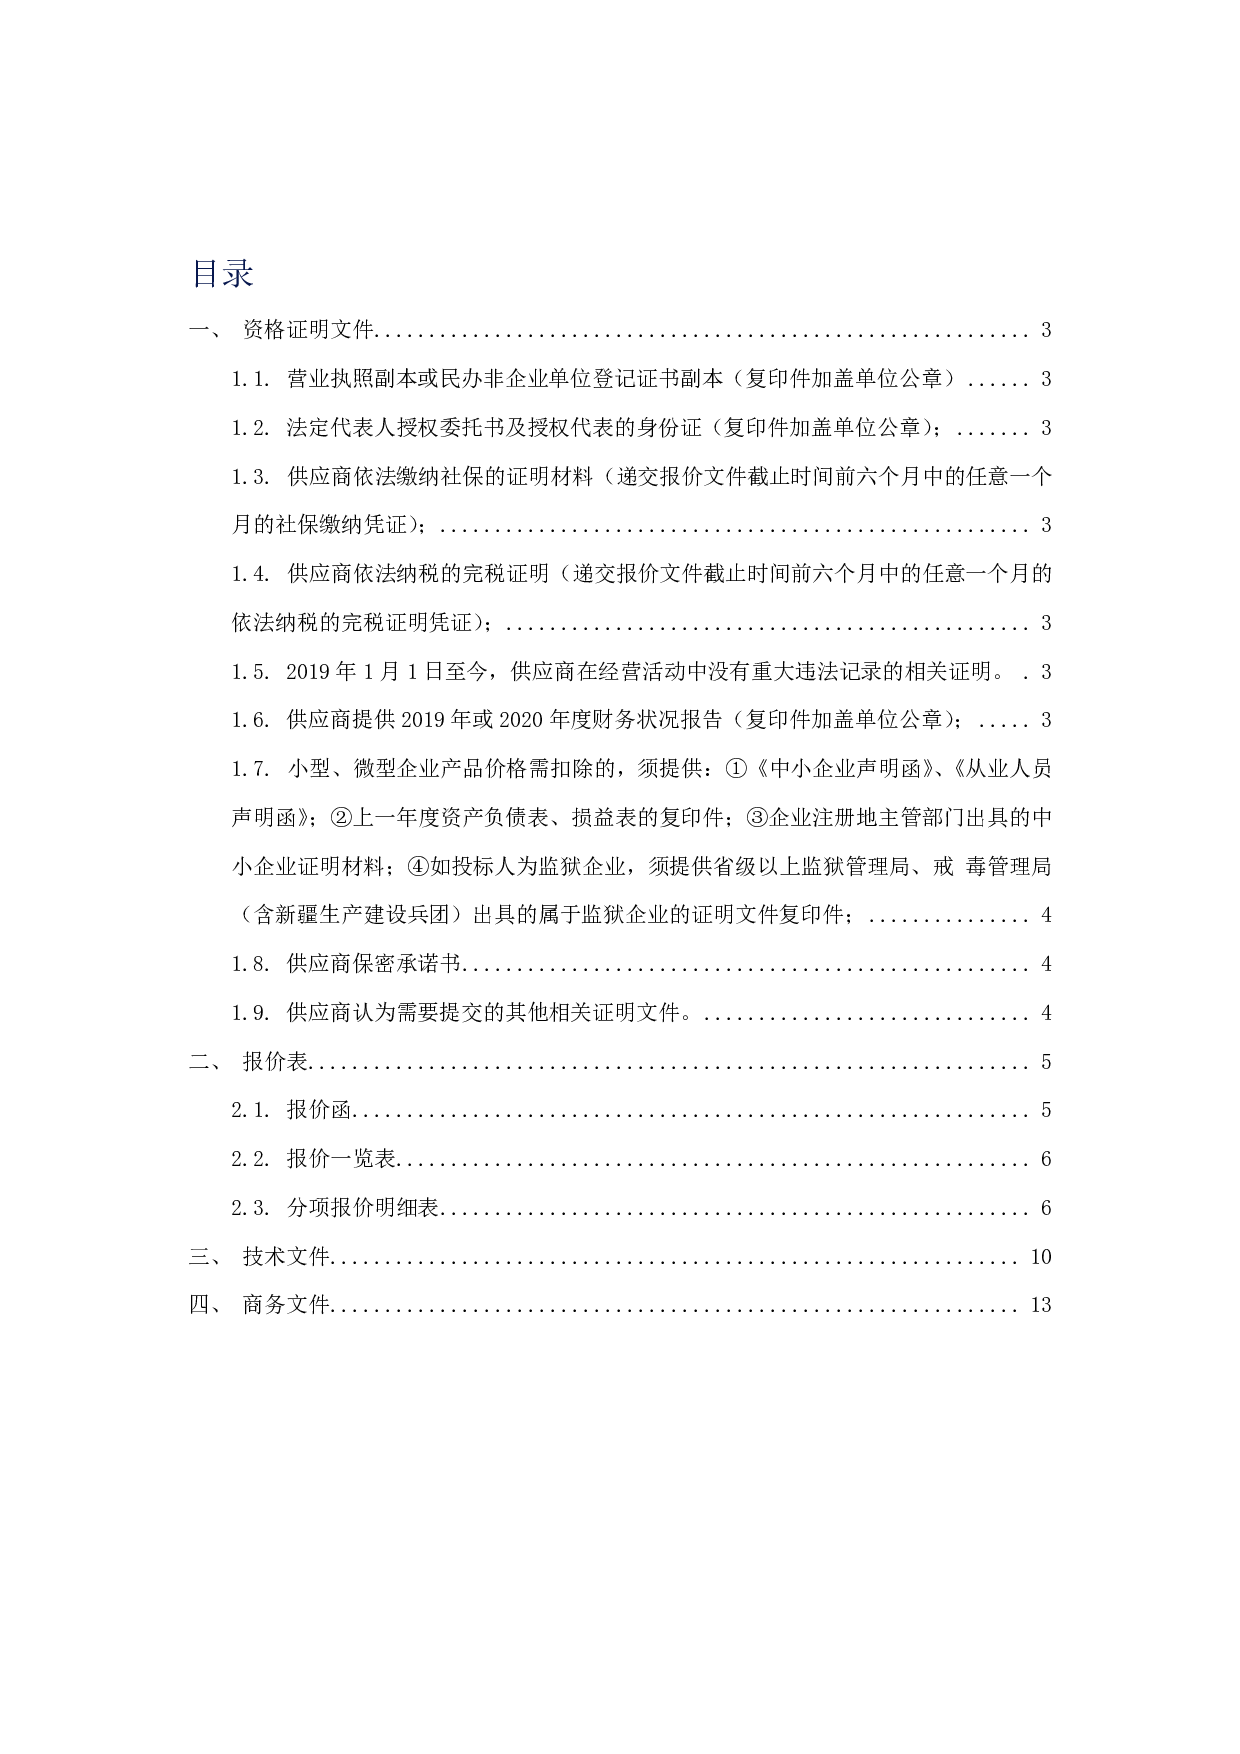 目录
一、 资格证明文件............................................................ 3
1.1. 营业执照副本或民办非企业单位登记证书副本（复印件加盖单位公章）...... 3
1.2. 法定代表人授权委托书及授权代表的身份证（复印件加盖单位公章）；....... 3
1.3. 供应商依法缴纳社保的证明材料（递交报价文件截止时间前六个月中的任意一个
月的社保缴纳凭证）；...................................................... 3
1.4. 供应商依法纳税的完税证明（递交报价文件截止时间前六个月中的任意一个月的
依法纳税的完税证明凭证）；................................................ 3
1.5. 2019 年 1 月 1 日至今，供应商在经营活动中没有重大违法记录的相关证明。 . 3
1.6. 供应商提供 2019 年或 2020 年度财务状况报告（复印件加盖单位公章）；..... 3
1.7. 小型、微型企业产品价格需扣除的，须提供：①《中小企业声明函》、《从业人员
声明函》；②上一年度资产负债表、损益表的复印件；③企业注册地主管部门出具的中
小企业证明材料；④如投标人为监狱企业，须提供省级以上监狱管理局、戒 毒管理局
（含新疆生产建设兵团）出具的属于监狱企业的证明文件复印件；............... 4
1.8. 供应商保密承诺书.................................................... 4
1.9. 供应商认为需要提交的其他相关证明文件。.............................. 4
二、 报价表.................................................................. 5
2.1. 报价函.............................................................. 5
2.2. 报价一览表.......................................................... 6
2.3. 分项报价明细表...................................................... 6
三、 技术文件............................................................... 10
四、 商务文件............................................................... 13